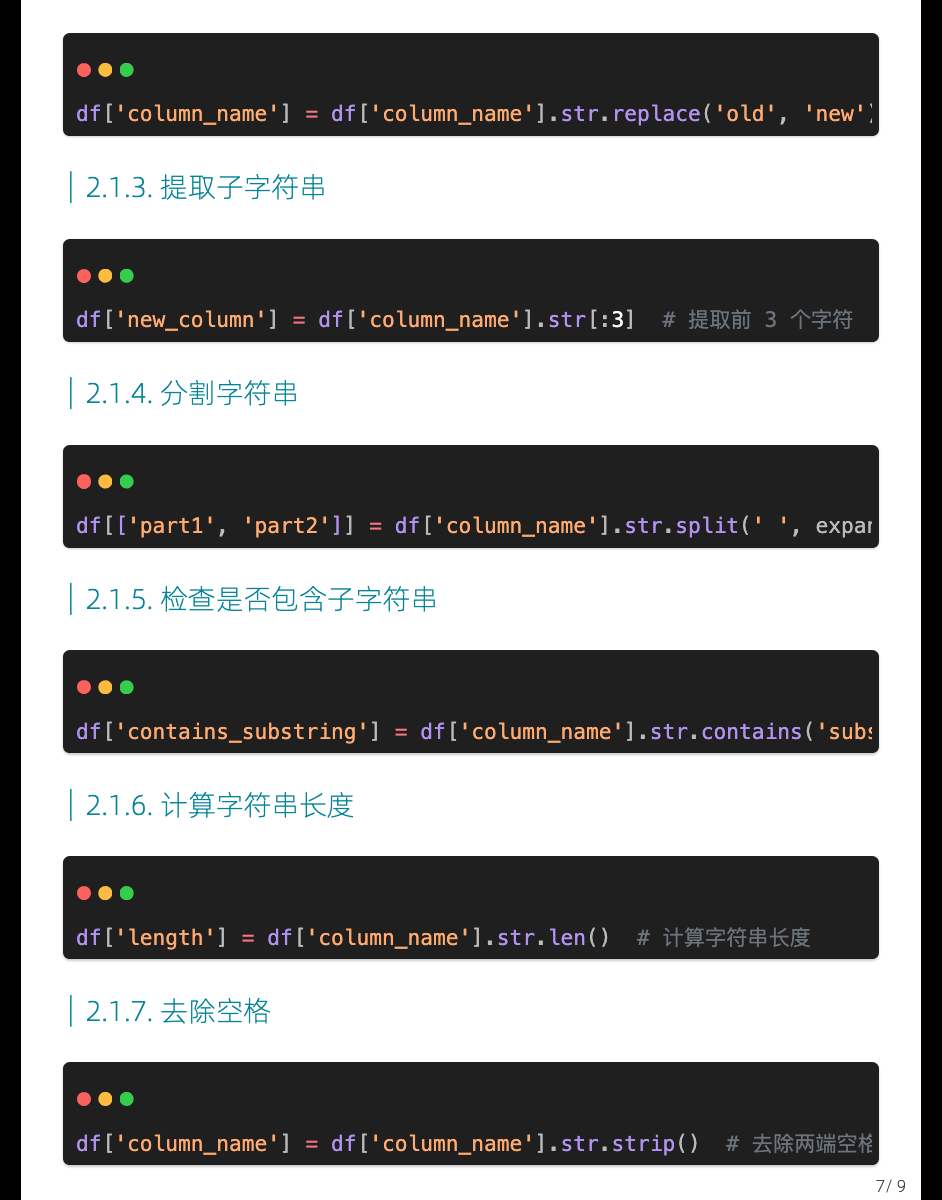 df['column_name'] = df['column_name'].str.replace('old', 'new')
2.1.3. 提取子字符串
df['new_column'] = df['column_name'].str[:3]  # 提取前 3 个字符
2.1.4. 分割字符串
df[['part1', 'part2']] = df['column_name'].str.split(' ', expan
2.1.5. 检查是否包含子字符串
df['contains_substring'] = df['column_name'].str.contains('subs
2.1.6. 计算字符串长度
df['length'] = df['column_name'].str.len()  # 计算字符串长度
2.1.7. 去除空格
df['column_name'] = df['column_name'].str.strip()  # 去除两端空格
7/ 9